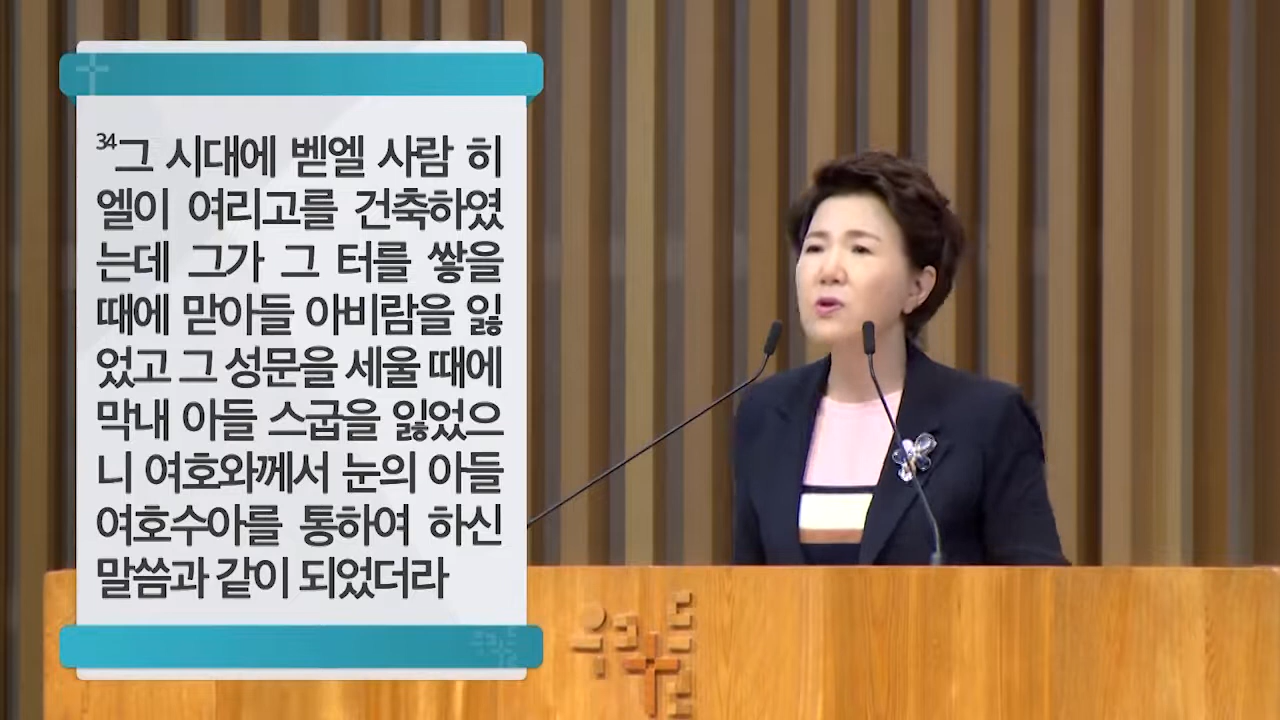 34그 시대에 벧엘 사람 히
엘이 여리고를 건축하였
는데 그가 그 터를 쌓을
때에 맏아들 아비람을 잃
었고 그 성문을 세울 때에
막내 아들 스굽을 잃었으
니 여호와께서 눈의 아들
여호수아를 통하여 하신
말씀과 같이 되었더라